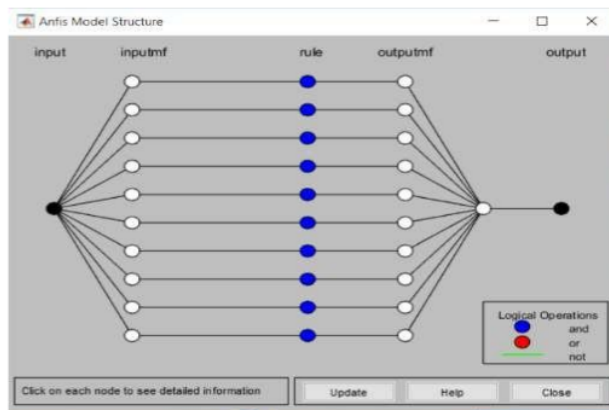 Anfis Model Structure
input inputmf rule outputmf output
Logical Operations
and
or
not
Click on each node to see detailed information
Update Help Close